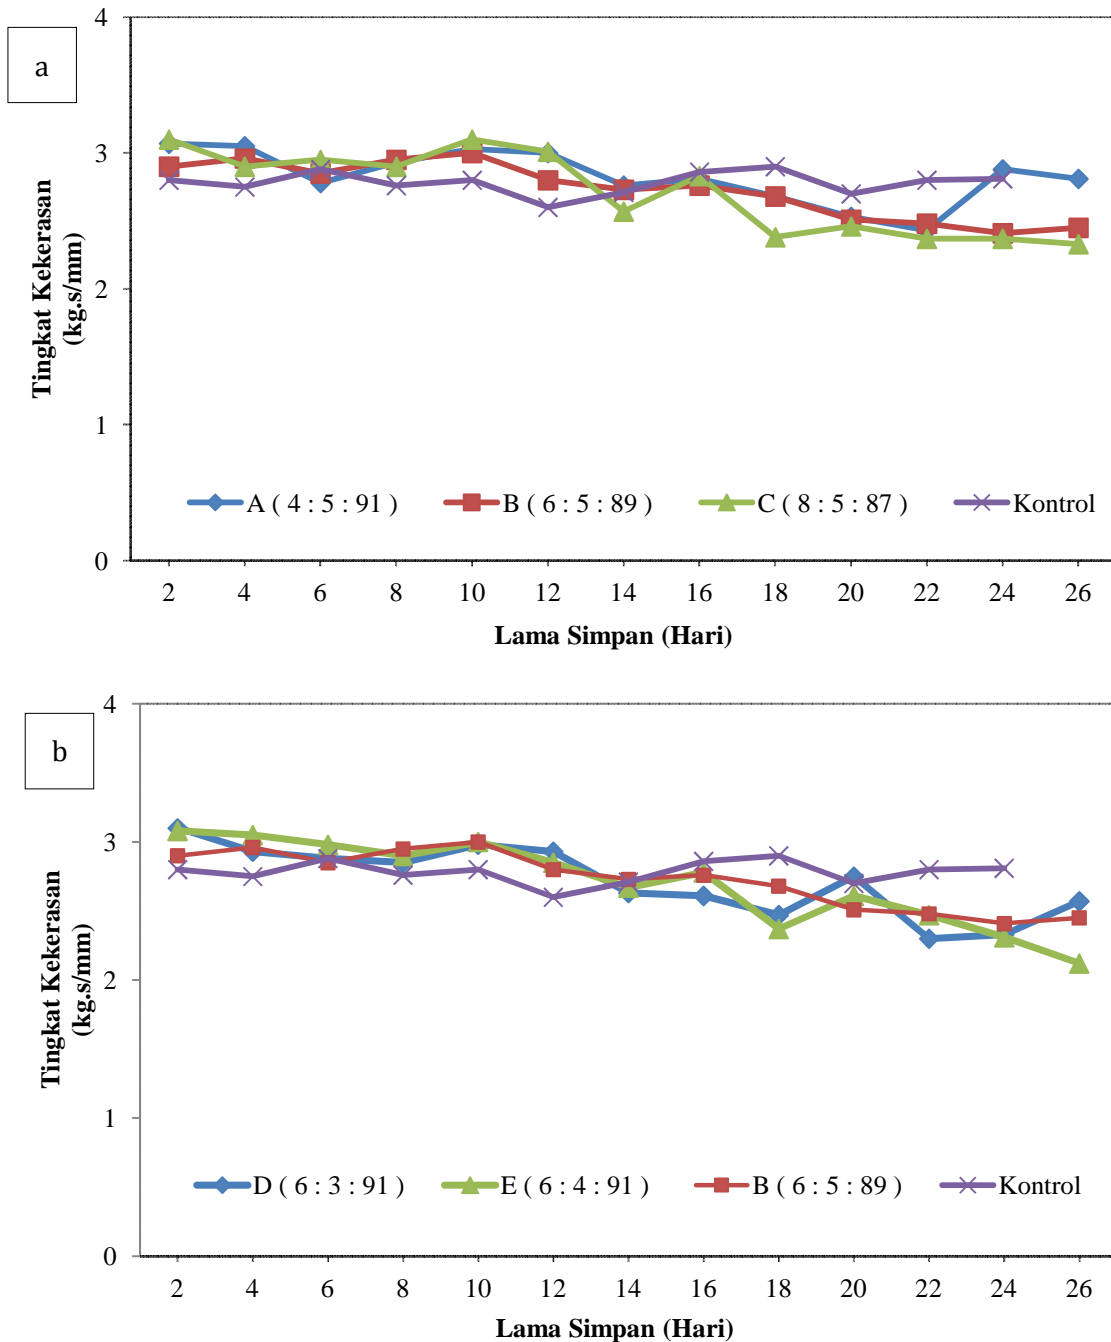 a
4
3
2
1
0
Tingkat Kekerasan
(kg.s/mm)
A ( 4 : 5 : 91 ) B ( 6 : 5 : 89 ) C ( 8 : 5 : 87 ) Kontrol
2 4 6 8 10 12 14 16 18 20 22 24 26
Lama Simpan (Hari)
b
4
3
2
1
0
Tingkat Kekerasan
(kg.s/mm)
D ( 6 : 3 : 91 ) E ( 6 : 4 : 91 ) B ( 6 : 5 : 89 ) Kontrol
2 4 6 8 10 12 14 16 18 20 22 24 26
Lama Simpan (Hari)